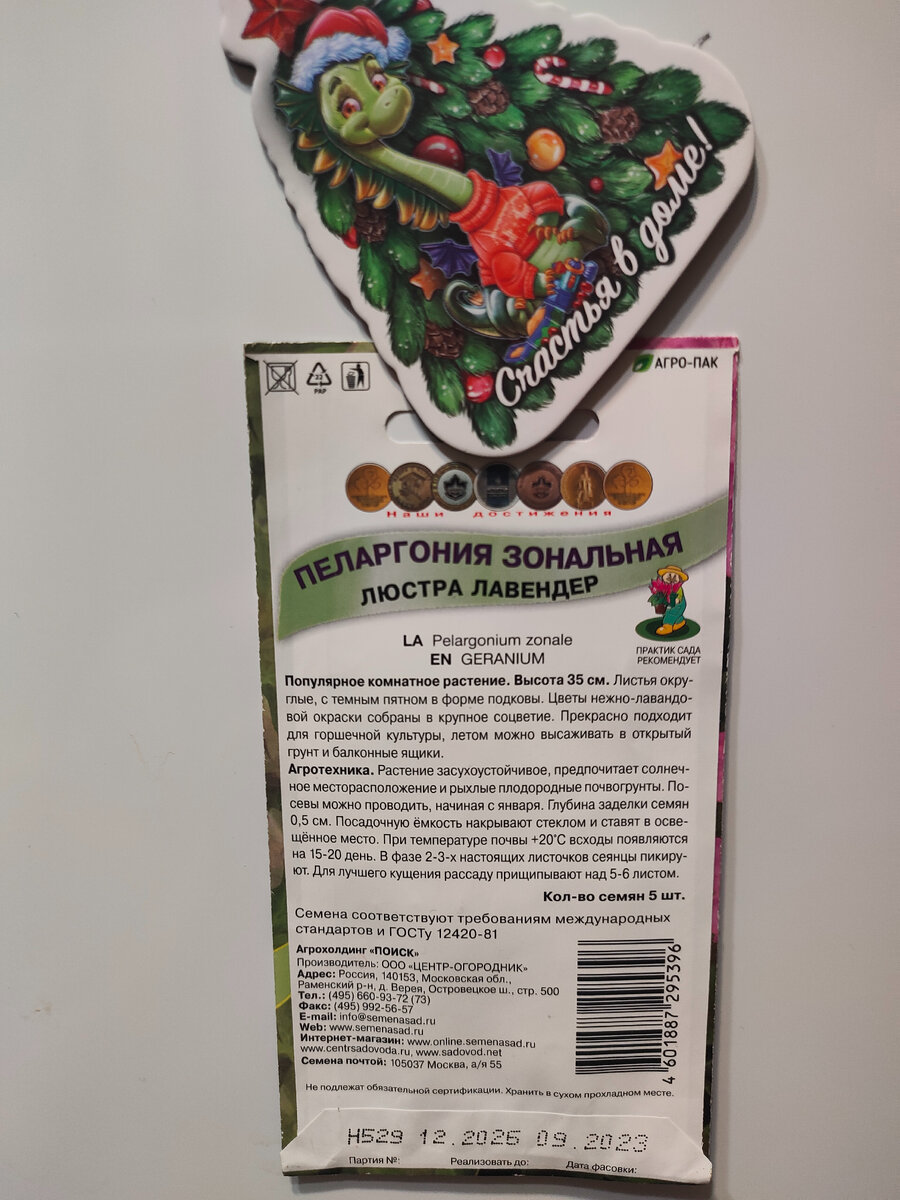 Счастья в доме!
22
PAP
АГРО-ПАК
Наши достижения
ПЕЛАРГОНИЯ ЗОНАЛЬНАЯ
ЛЮСТРА ЛАВЕНДЕР
LA Pelargonium zonale
EN GERANIUM
ПРАКТИК САДА
РЕКОМЕНДУЕТ
Популярное комнатное растение. Высота 35 см. Листья окру-
глые, с темным пятном в форме подковы. Цветы нежно-лавандо-
вой окраски собраны в крупное соцветие. Прекрасно подходит
для горшечной культуры, летом можно высаживать в открытый
грунт и балконные ящики.
Агротехника. Растение засухоустойчивое, предпочитает солнеч-
ное месторасположение и рыхлые плодородные почвогрунты. По-
севы можно проводить, начиная с января. Глубина заделки семян
0,5 см. Посадочную ёмкость накрывают стеклом и ставят в осве-
щённое место. При температуре почвы +20°С всходы появляются
на 15-20 день. В фазе 2-3-х настоящих листочков сеянцы пикиру-
ют. Для лучшего кущения рассаду прищипывают над 5-6 листом.
Кол-во семян 5 шт.
Семена соответствуют требованиям международных
стандартов и ГОСТу 12420-81
Агрохолдинг «ПОИСК»
Производитель: ООО «ЦЕНТР-ОГОРОДНИК»
Адрес: Россия, 140153, Московская обл.,
Раменский р-н, д. Верея, Островецкое ш., стр. 500
Тел.: (495) 660-93-72 (73)
Факс: (495) 992-56-57
E-mail: info@semenasad.ru
Web: www.semenasad.ru
Интернет-магазин: www.online.semenasad.ru
www.centrsadovoda.ru, www.sadovod.net
Семена почтой: 105037 Москва, а/я 55
4 601887 295396
Не подлежат обязательной сертификации. Хранить в сухом прохладном месте.
Н529 12.2026 09.2023
Партия №: Реализовать до: Дата фасовки: